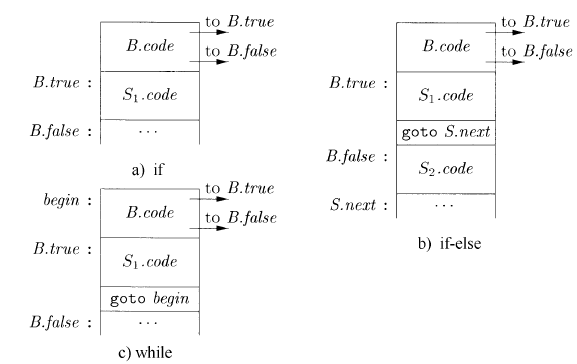 to B.true
B.code
to B.false
B.true :
S₁.code
B.false :
...
a) if
to B.true
B.code
to B.false
B.true :
S₁.code
goto S.next
B.false :
S₂.code
S.next :
...
b) if-else
begin :
to B.true
B.code
to B.false
B.true :
S₁.code
goto begin
B.false :
...
c) while